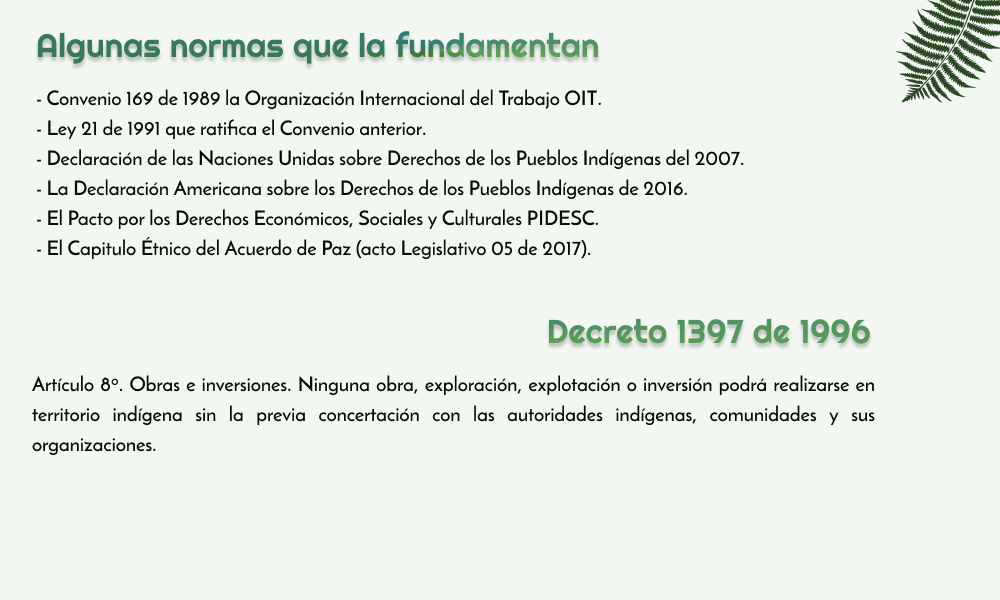 Algunas normas que la fundamentan
- Convenio 169 de 1989 la Organización Internacional del Trabajo OIT.
- Ley 21 de 1991 que ratifica el Convenio anterior.
- Declaración de las Naciones Unidas sobre Derechos de los Pueblos Indígenas del 2007.
- La Declaración Americana sobre los Derechos de los Pueblos Indígenas de 2016.
- El Pacto por los Derechos Económicos, Sociales y Culturales PIDESC.
- El Capitulo Étnico del Acuerdo de Paz (acto Legislativo 05 de 2017).
Decreto 1397 de 1996
Artículo 8º. Obras e inversiones. Ninguna obra, exploración, explotación o inversión podrá realizarse en
territorio indígena sin la previa concertación con las autoridades indígenas, comunidades y sus
organizaciones.